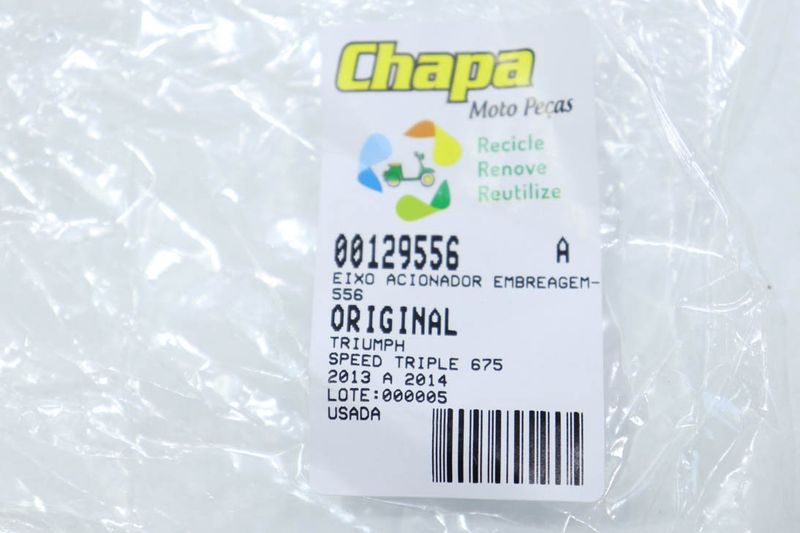 Chapa
Moto Peças
Recicle
Renove
Reutilize
00129556 A
EIXO ACIONADOR EMBREAGEM-
556
ORIGINAL
TRIUMPH
SPEED TRIPLE 675
2013 A 2014
LOTE:000005
USADA